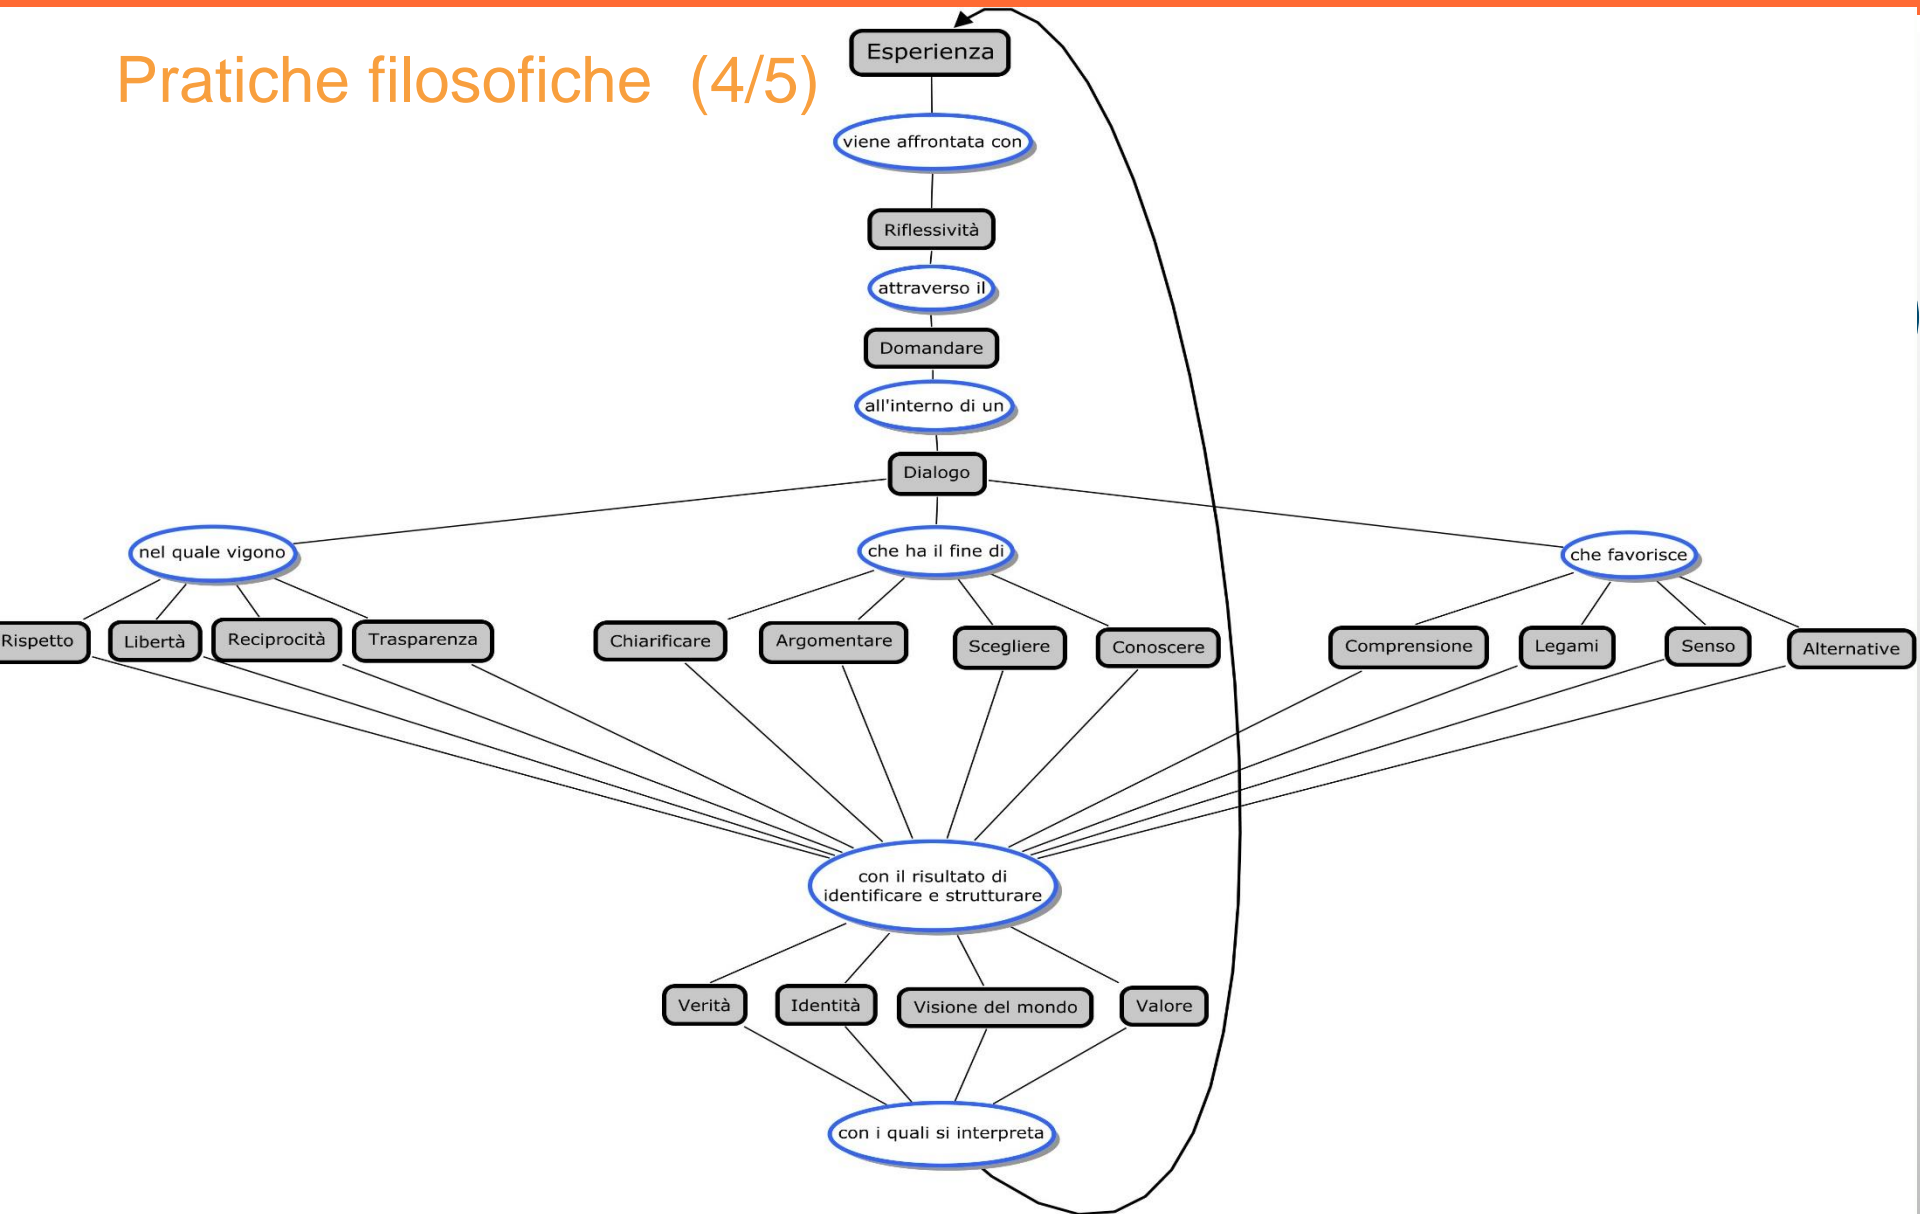 Pratiche filosofiche (4/5)
Esperienza
viene affrontata con
Riflessività
attraverso il
Domandare
all'interno di un
Dialogo
nel quale vigono
che ha il fine di
che favorisce
Rispetto
Libertà
Reciprocità
Trasparenza
Chiarificare
Argomentare
Scegliere
Conoscere
Comprensione
Legami
Senso
Alternative
con il risultato di
identificare e strutturare
Verità
Identità
Visione del mondo
Valore
con i quali si interpreta